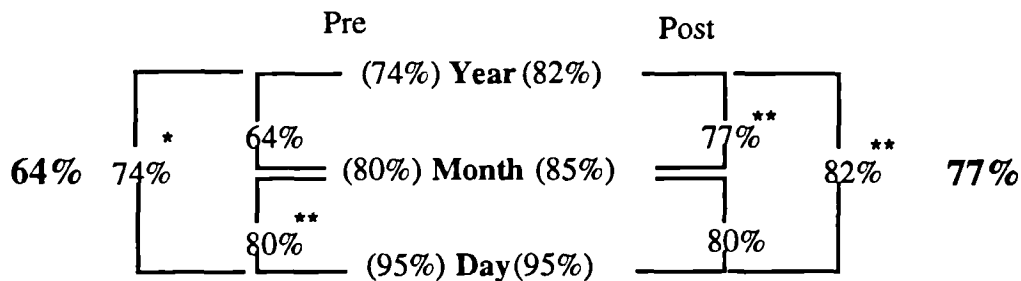 Pre Post
(74%) Year (82%)
64% 77%**
64% 74%* (80%) Month (85%) 82%** 77%
80%** 80%
(95%) Day (95%)